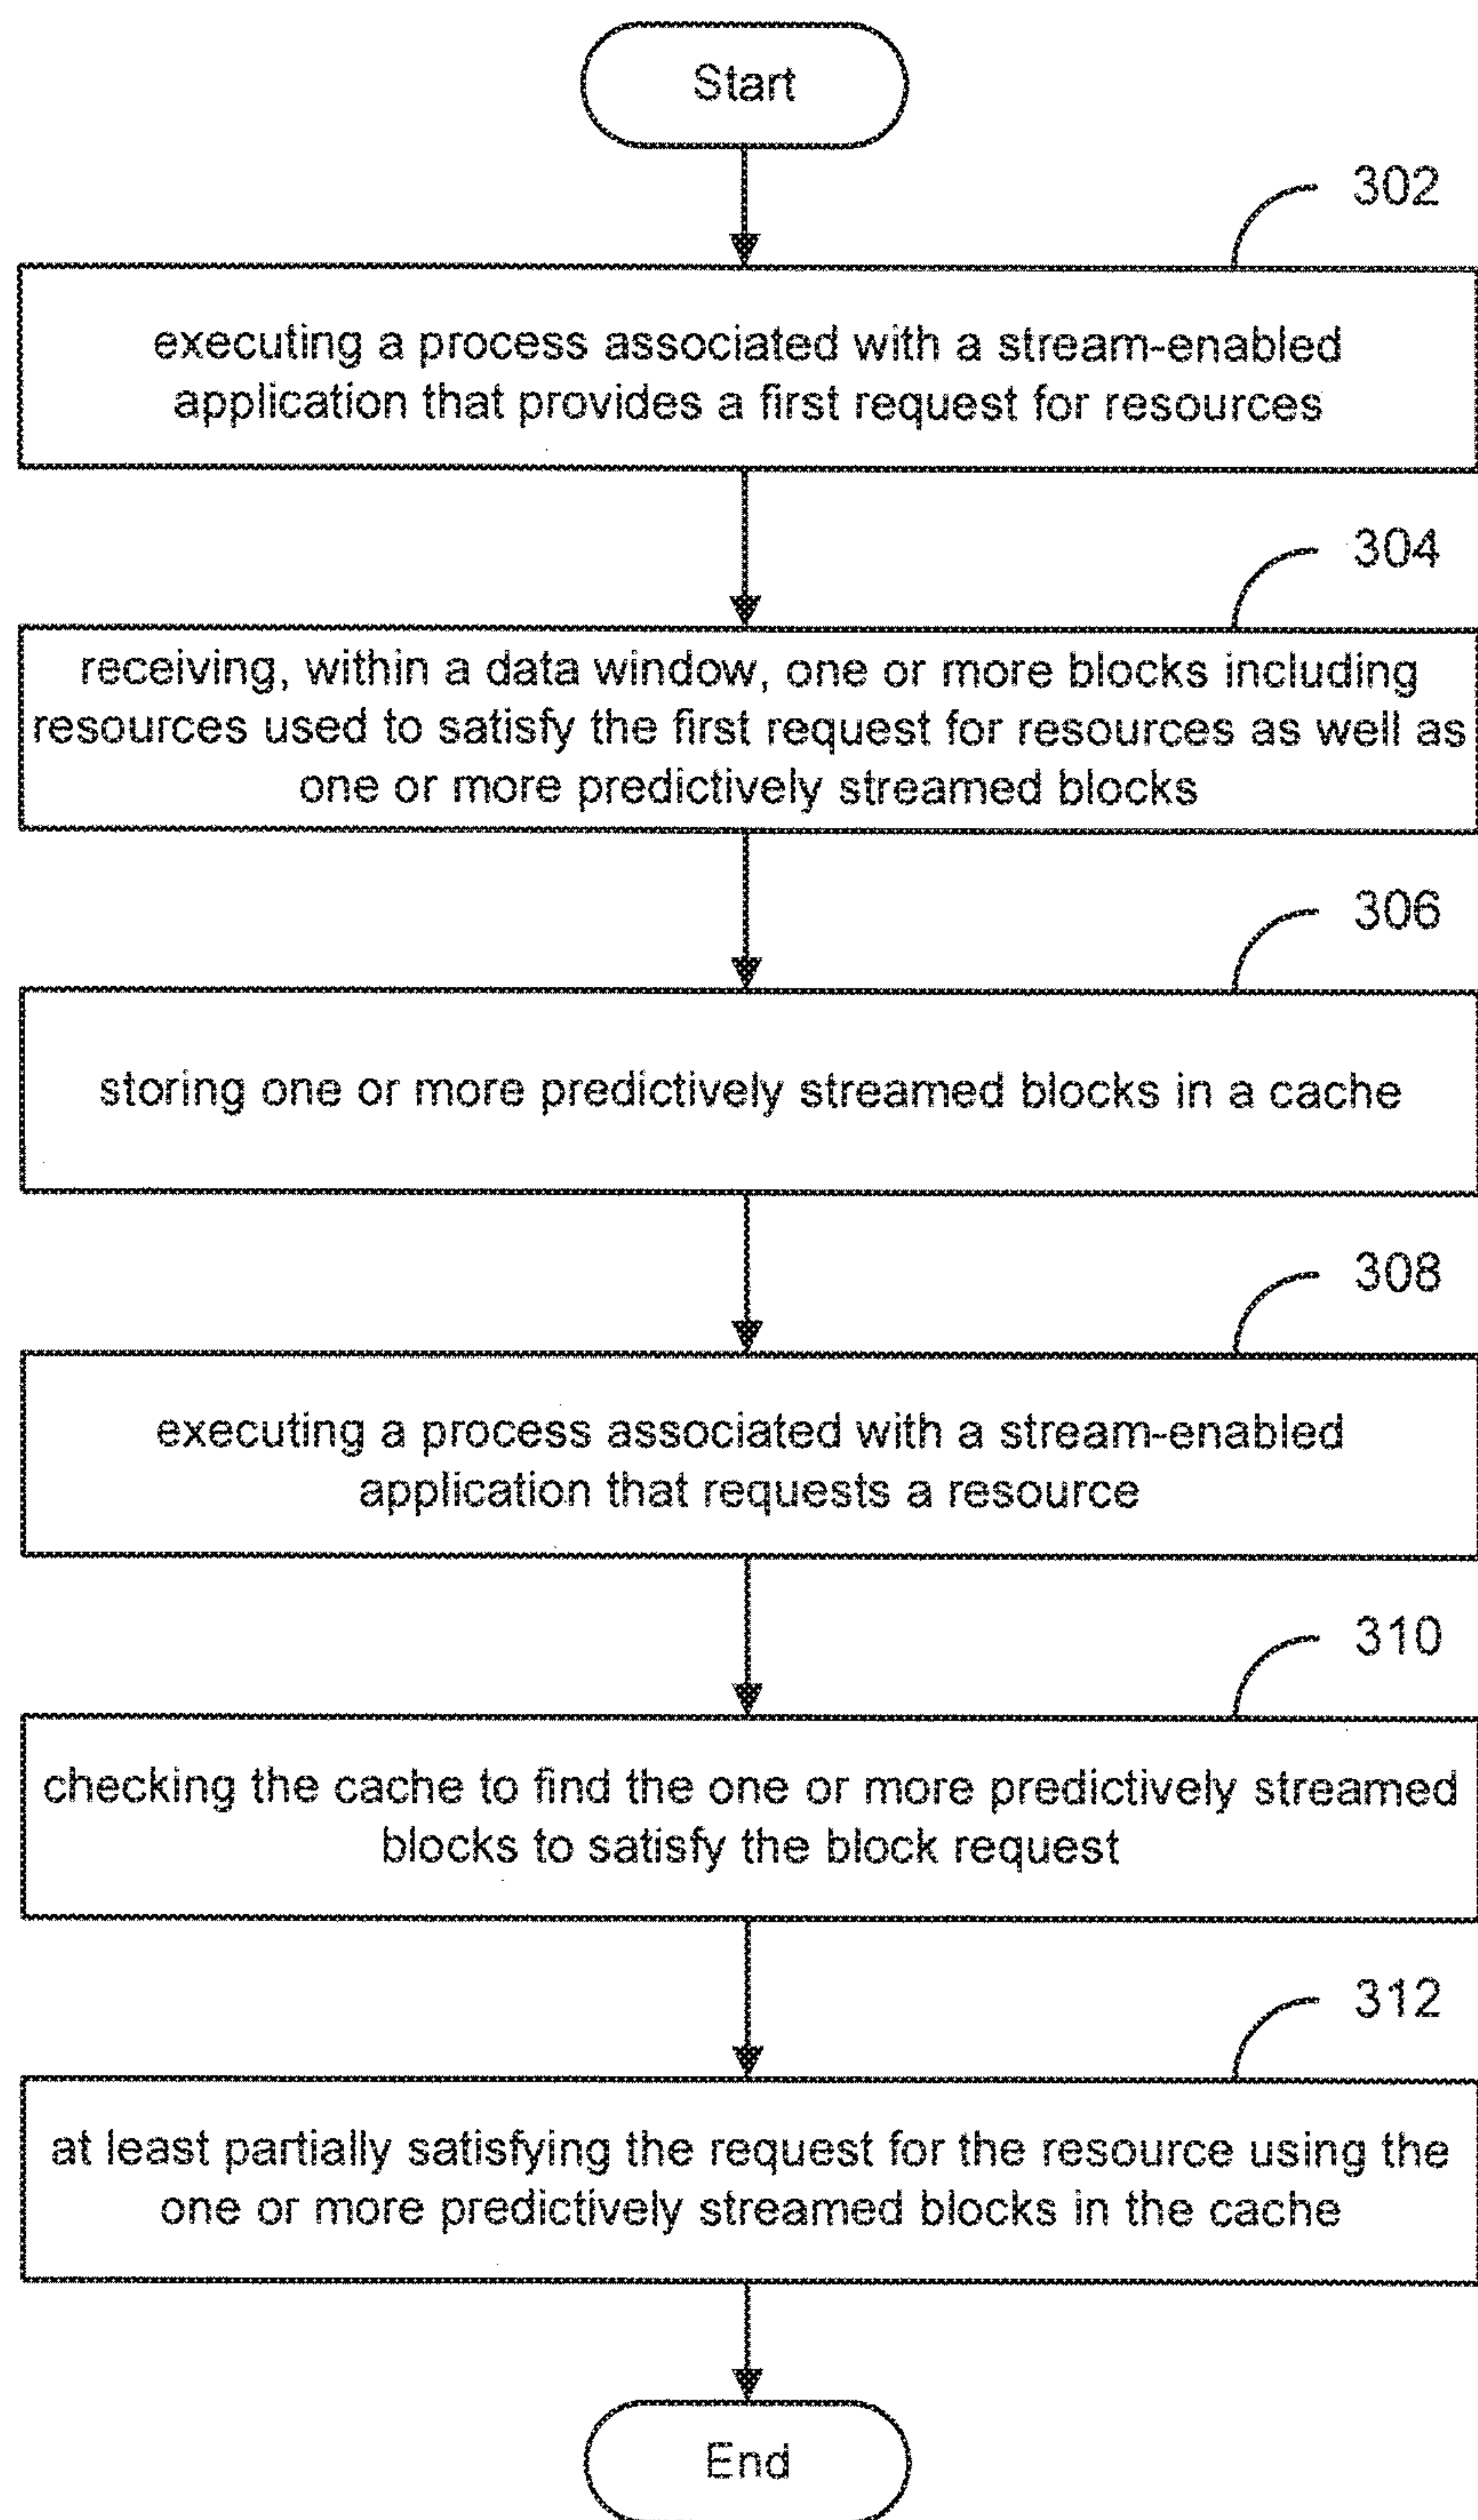 Start
302
executing a process associated with a stream-enabled
application that provides a first request for resources
304
receiving, within a data window, one or more blocks including
resources used to satisfy the first request for resources as well as
one or more predictively streamed blocks
306
storing one or more predictively streamed blocks in a cache
308
executing a process associated with a stream-enabled
application that requests a resource
310
checking the cache to find the one or more predictively streamed
blocks to satisfy the block request
312
at least partially satisfying the request for the resource using the
one or more predictively streamed blocks in the cache
End